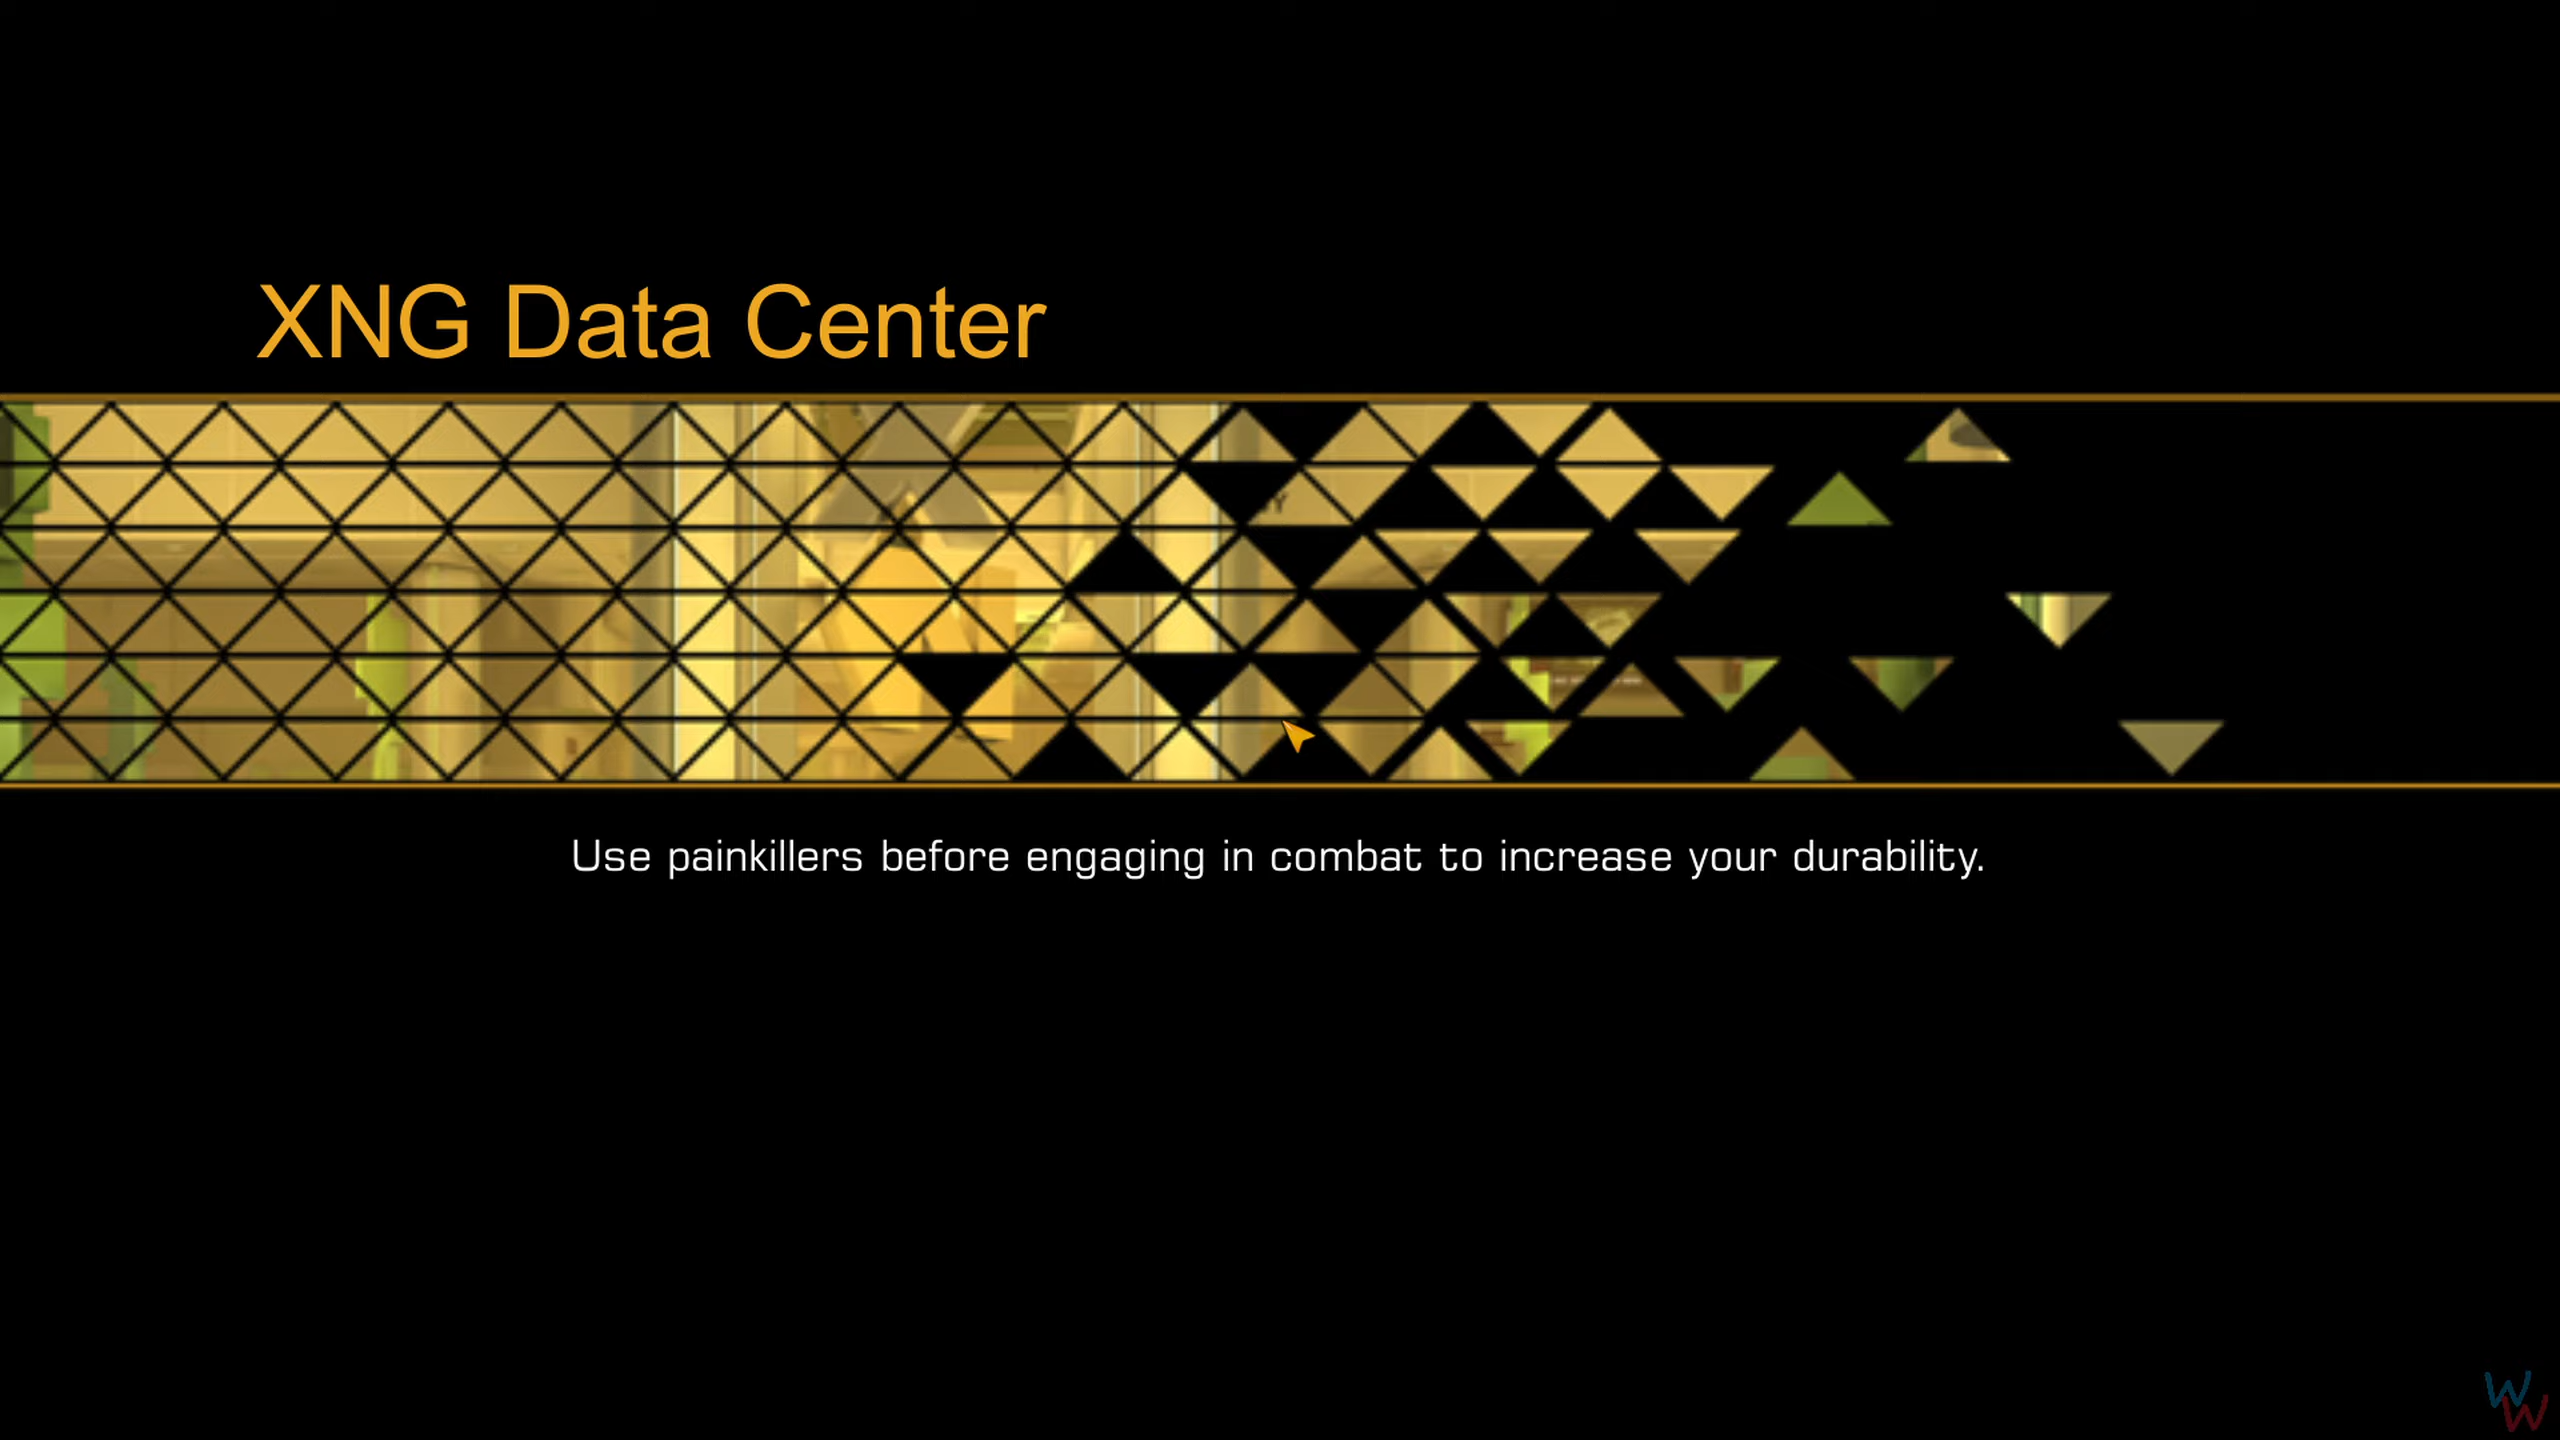 XNG Data Center
Use painkillers before engaging in combat to increase your durability.